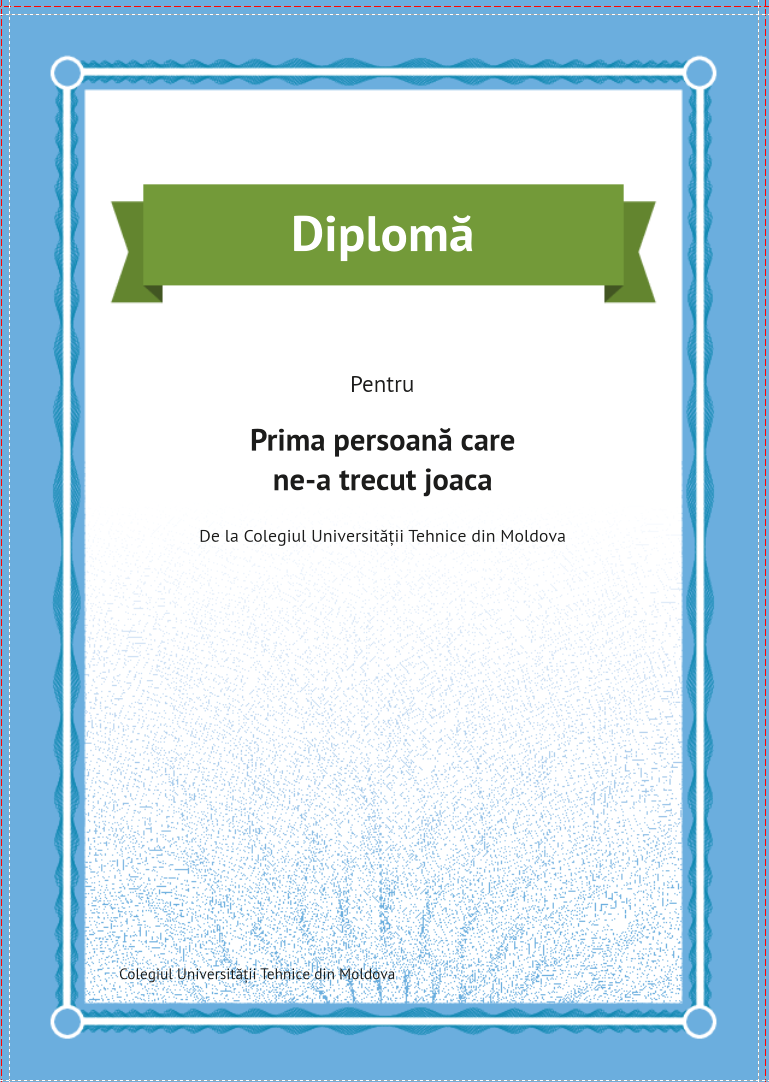 Diplomă
Pentru
Prima persoană care
ne-a trecut joaca
De la Colegiul Universității Tehnice din Moldova
Colegiul Universității Tehnice din Moldova